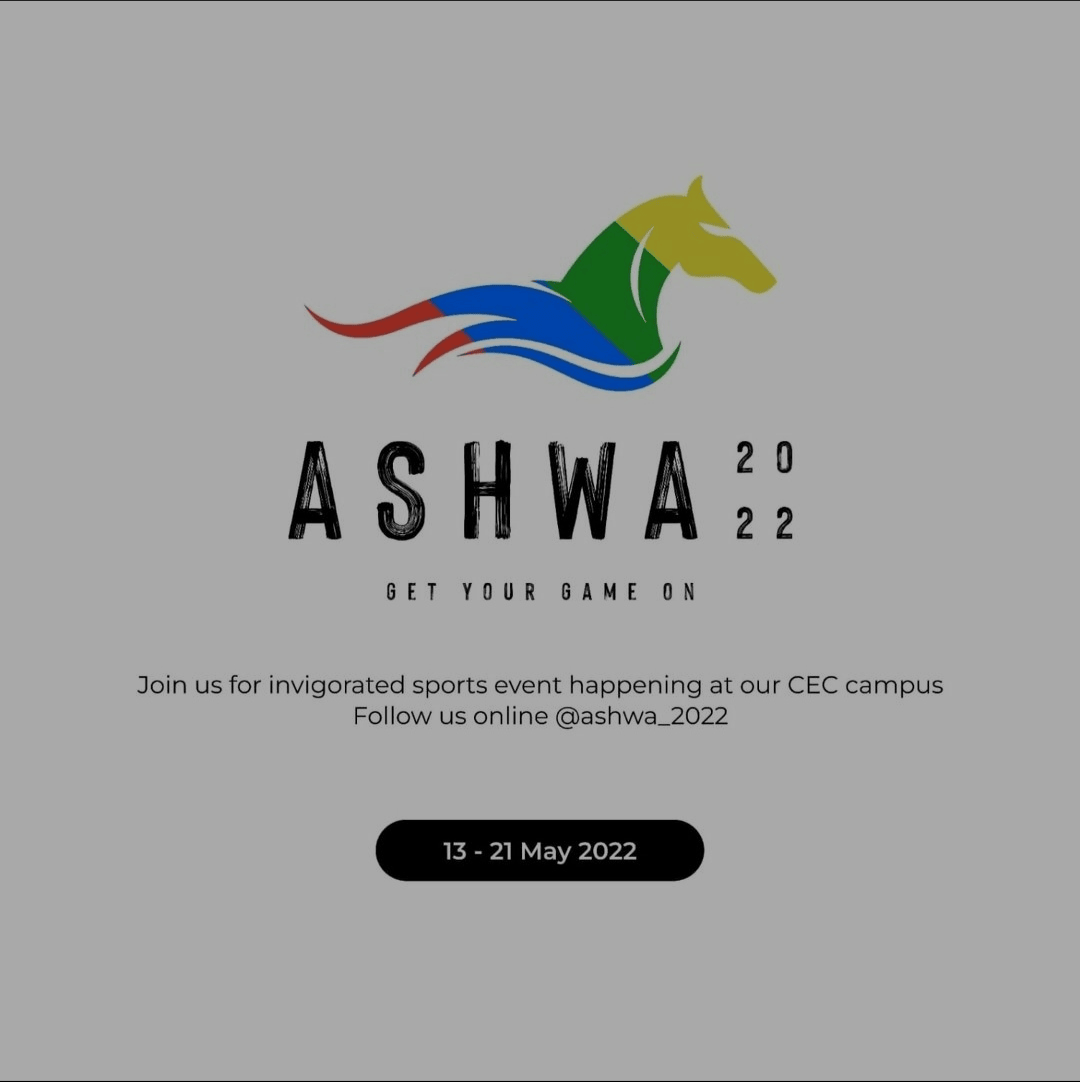 ASHWA 20
22
GET YOUR GAME ON
Join us for invigorated sports event happening at our CEC campus
Follow us online @ashwa_2022
13 - 21 May 2022